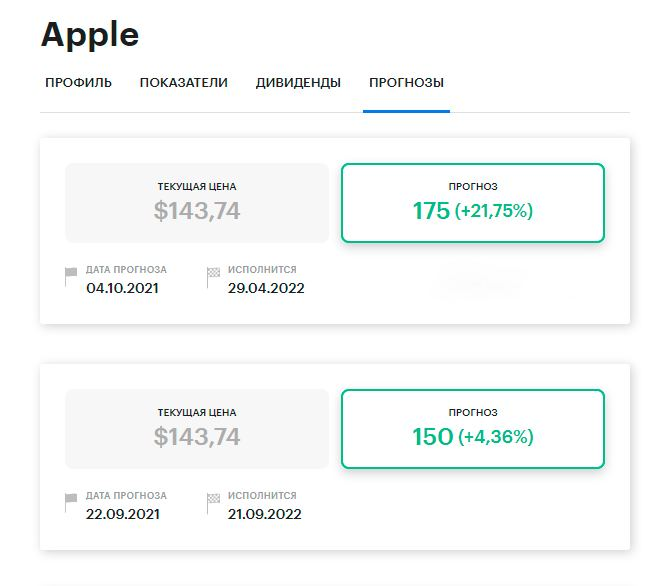 Apple
ПРОФИЛЬ ПОКАЗАТЕЛИ ДИВИДЕНДЫ ПРОГНОЗЫ
ТЕКУЩАЯ ЦЕНА ПРОГНОЗ
$143,74 175 (+21,75%)
ДАТА ПРОГНОЗА ИСПОЛНИТСЯ
04.10.2021 29.04.2022
ТЕКУЩАЯ ЦЕНА ПРОГНОЗ
$143,74 150 (+4,36%)
ДАТА ПРОГНОЗА ИСПОЛНИТСЯ
22.09.2021 21.09.2022